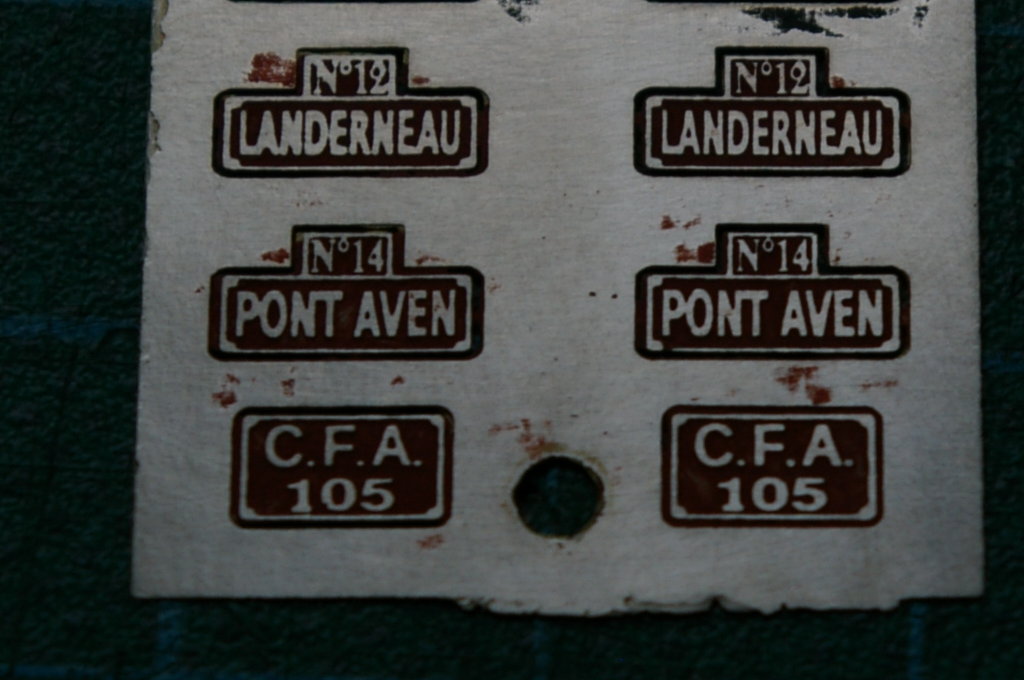 N°12 N°12
LANDERNEAU LANDERNEAU
N°14 N°14
PONT AVEN PONT AVEN
C.F.A. C.F.A.
105 105